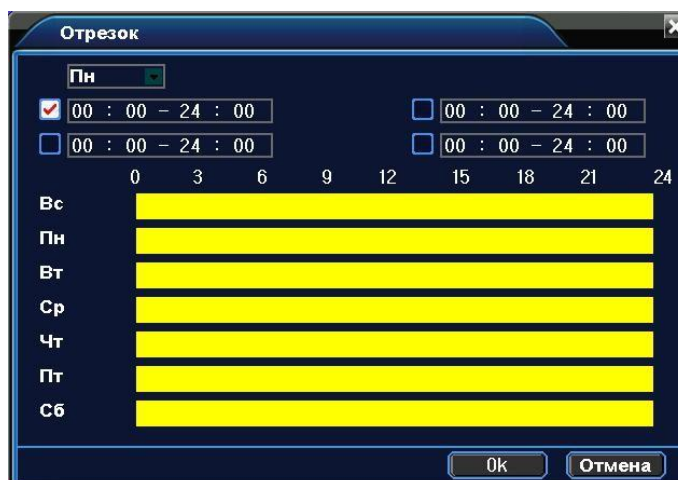 Отрезок
Пн
00 : 00 – 24 : 00 00 : 00 – 24 : 00
00 : 00 – 24 : 00 00 : 00 – 24 : 00
0 3 6 9 12 15 18 21 24
Вс
Пн
Вт
Ср
Чт
Пт
Сб
Ok Отмена